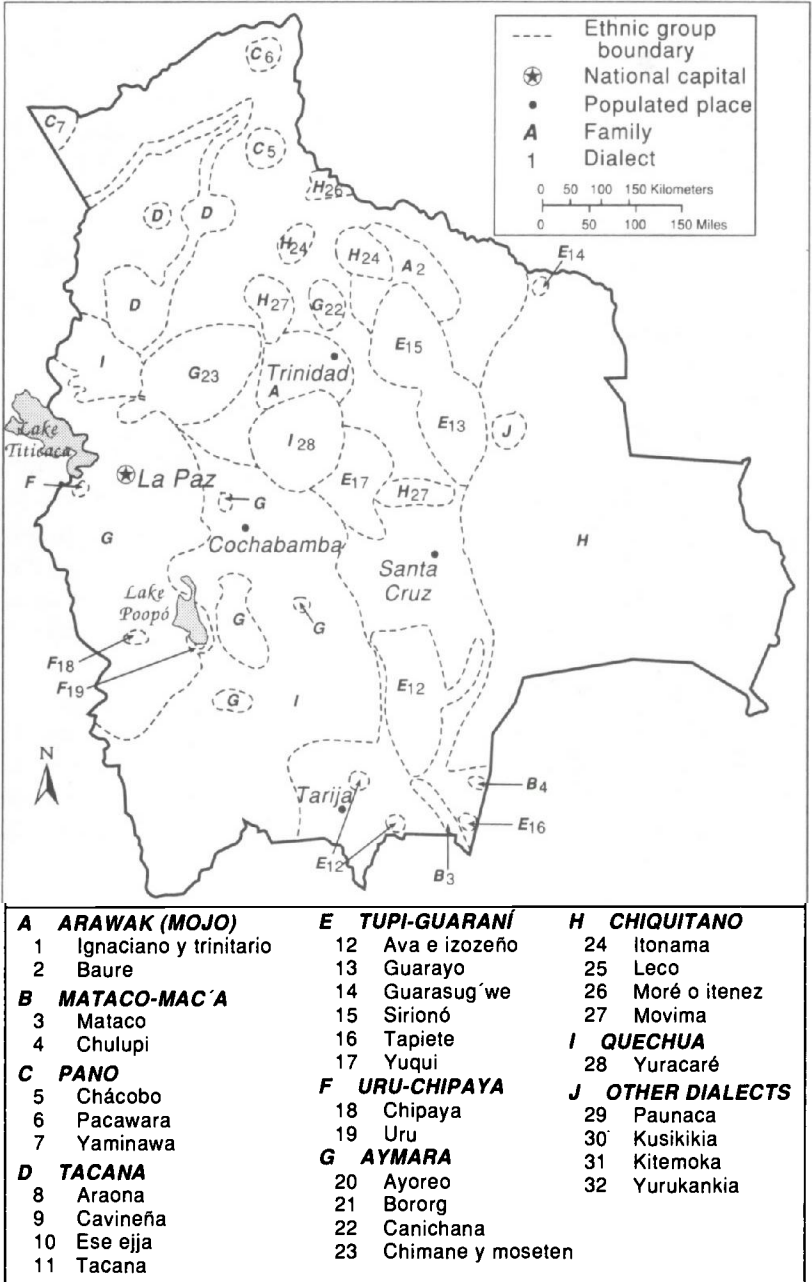 Ethnic group
boundary
National capital
Populated place
A Family
1 Dialect
0 50 100 150 Kilometers
0 50 100 150 Miles
C6
C7
C5
H26
D
D
H24
H24
A2
E14
D
H27
G22
E15
I
G23
Trinidad
A
Lake
Titicaca
I28
E13
J
F
La Paz
G
E17
H27
G
Cochabamba
H
Santa
Cruz
Lake
Poopó
G
G
F18
F19
E12
G
I
N
B4
Tarija
E16
E12
B3
A ARAWAK (MOJO)
1 Ignaciano y trinitario
2 Baure
B MATACO-MAC´A
3 Mataco
4 Chulupi
C PANO
5 Chácobo
6 Pacawara
7 Yaminawa
D TACANA
8 Araona
9 Cavineña
10 Ese ejja
11 Tacana
E TUPI-GUARANÍ
12 Ava e izozeño
13 Guarayo
14 Guarasug´we
15 Sirionó
16 Tapiete
17 Yuqui
F URU-CHIPAYA
18 Chipaya
19 Uru
G AYMARA
20 Ayoreo
21 Bororg
22 Canichana
23 Chimane y moseten
H CHIQUITANO
24 Itonama
25 Leco
26 Moré o itenez
27 Movima
I QUECHUA
28 Yuracaré
J OTHER DIALECTS
29 Paunaca
30 Kusikikia
31 Kitemoka
32 Yurukankia